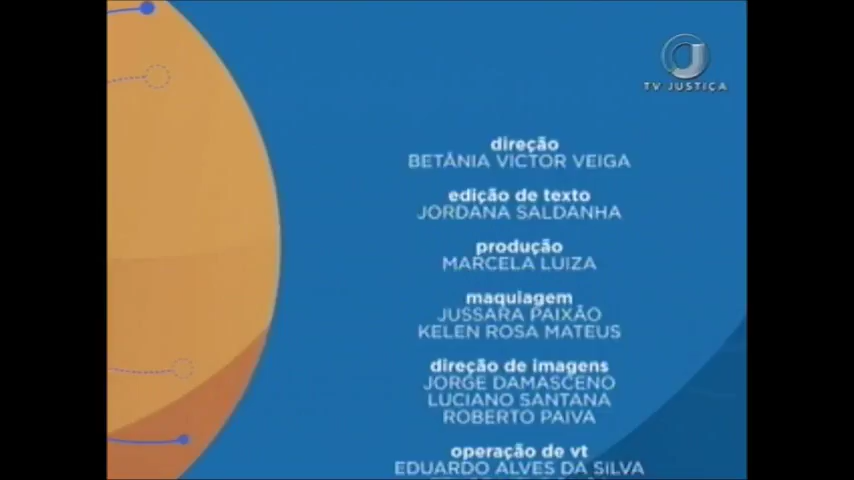 TV JUSTIÇA
direção
BETÂNIA VICTOR VEIGA
edição de texto
JORDANA SALDANHA
produção
MARCELA LUIZA
maquiagem
JUSSARA PAIXÃO
KELEN ROSA MATEUS
direção de imagens
JORGE DAMASCENO
LUCIANO SANTANA
ROBERTO PAIVA
operação de vt
EDUARDO ALVES DA SILVA